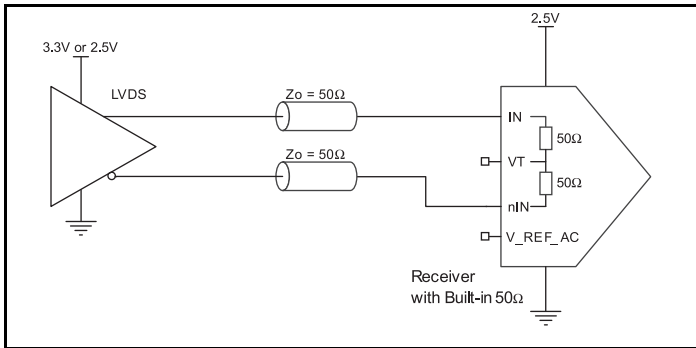 2.5V
3.3V or 2.5V
LVDS
Zo = 50Ω
IN
50Ω
Zo = 50Ω
VT
50Ω
nIN
V_REF_AC
Receiver
with Built-in 50Ω